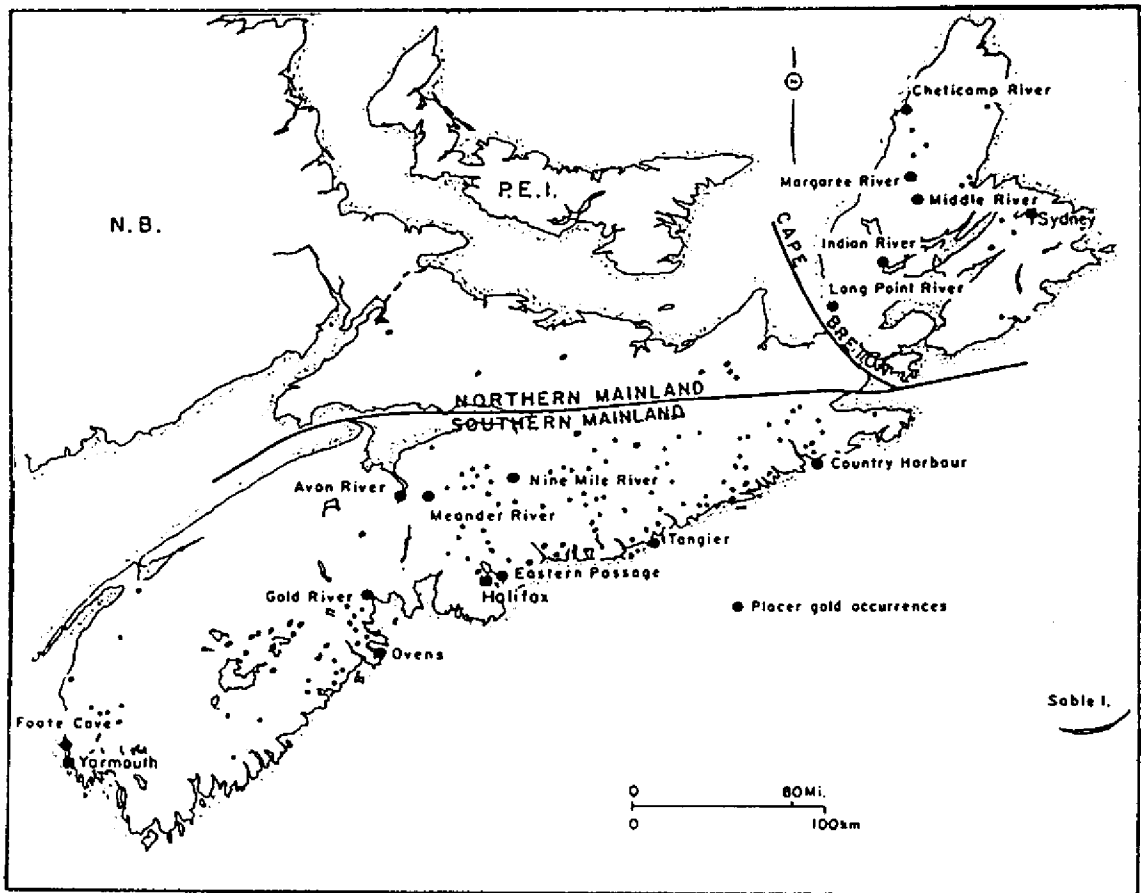 Cheticamp River
P.E.I.
Margaree River
Middle River
N.B.
Sydney
CAPE BRETON
Indian River
Long Point River
NORTHERN MAINLAND
SOUTHERN MAINLAND
Country Harbour
Avon River
Nine Mile River
Meander River
Tangier
Eastern Passage
Halifax
Gold River
Placer gold occurrences
Ovens
Sable I.
Foote Cave
Yarmouth
0 60Mi.
0 100km